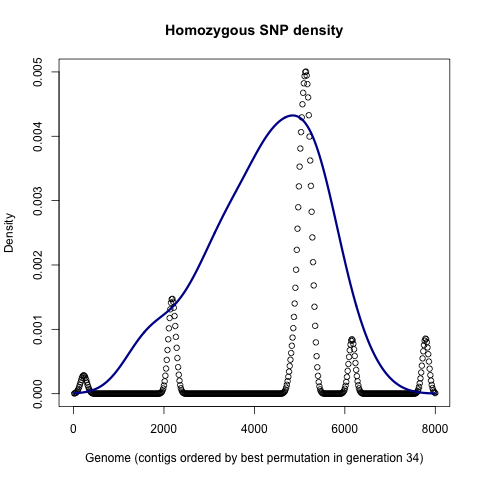 Homozygous SNP density
0.005
0.004
0.003
0.002
0.001
0.000
Density
0 2000 4000 6000 8000
Genome (contigs ordered by best permutation in generation 34)